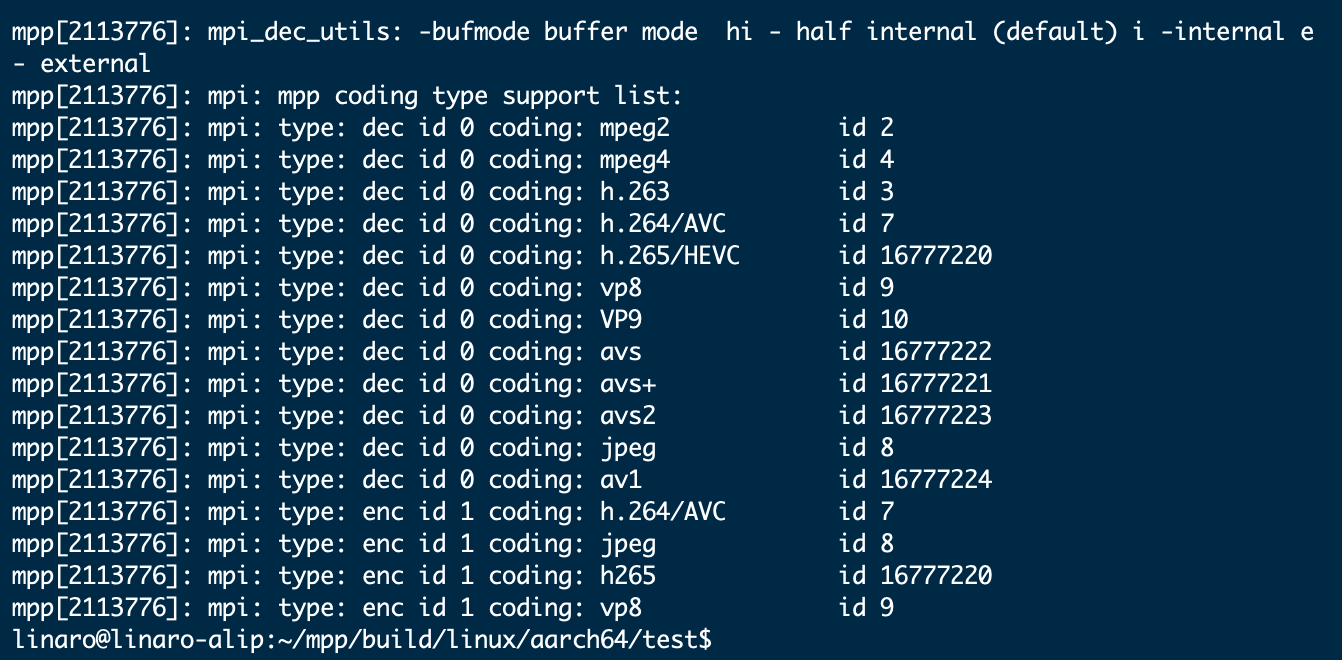 mpp[2113776]: mpi_dec_utils: -bufmode buffer mode  hi - half internal (default) i -internal e
- external
mpp[2113776]: mpi: mpp coding type support list:
mpp[2113776]: mpi: type: dec id 0 coding: mpeg2            id 2
mpp[2113776]: mpi: type: dec id 0 coding: mpeg4            id 4
mpp[2113776]: mpi: type: dec id 0 coding: h.263            id 3
mpp[2113776]: mpi: type: dec id 0 coding: h.264/AVC        id 7
mpp[2113776]: mpi: type: dec id 0 coding: h.265/HEVC       id 16777220
mpp[2113776]: mpi: type: dec id 0 coding: vp8              id 9
mpp[2113776]: mpi: type: dec id 0 coding: VP9              id 10
mpp[2113776]: mpi: type: dec id 0 coding: avs              id 16777222
mpp[2113776]: mpi: type: dec id 0 coding: avs+             id 16777221
mpp[2113776]: mpi: type: dec id 0 coding: avs2             id 16777223
mpp[2113776]: mpi: type: dec id 0 coding: jpeg             id 8
mpp[2113776]: mpi: type: dec id 0 coding: av1              id 16777224
mpp[2113776]: mpi: type: enc id 1 coding: h.264/AVC        id 7
mpp[2113776]: mpi: type: enc id 1 coding: jpeg             id 8
mpp[2113776]: mpi: type: enc id 1 coding: h265             id 16777220
mpp[2113776]: mpi: type: enc id 1 coding: vp8              id 9
linaro@linaro-alip:~/mpp/build/linux/aarch64/test$